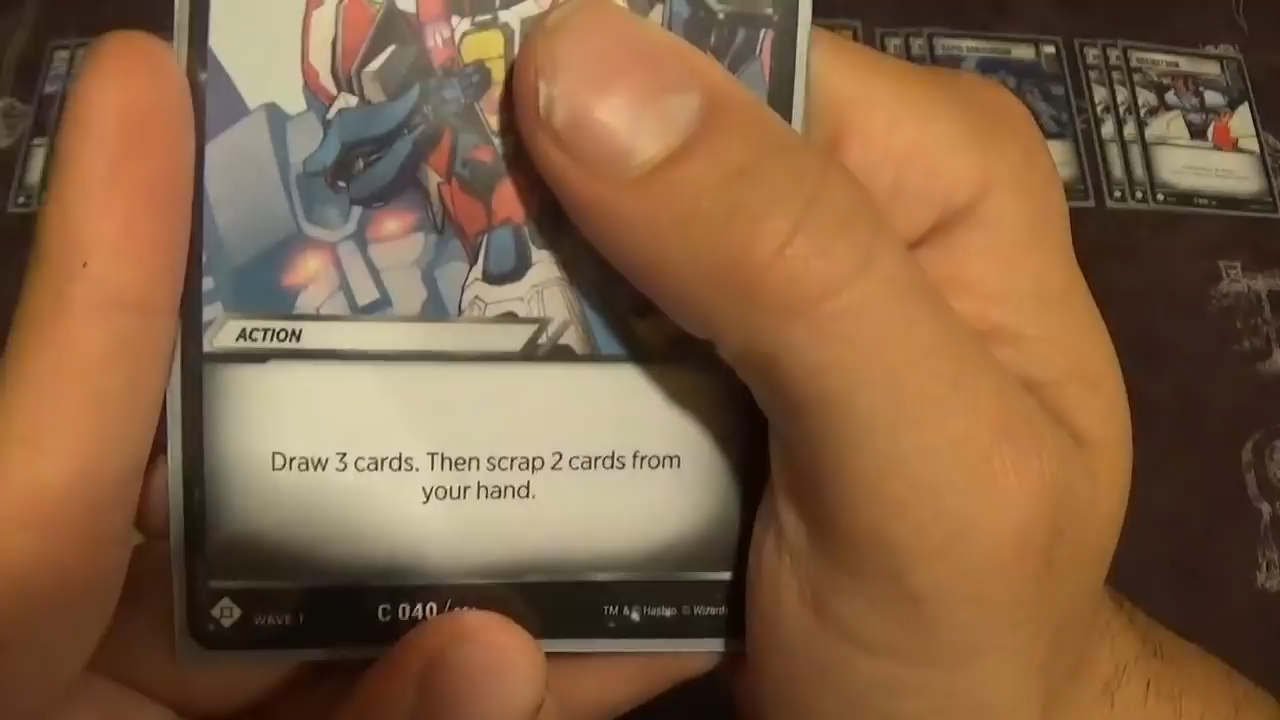 ACTION
Draw 3 cards. Then scrap 2 cards from
your hand.
WAVE 1
C 040/
TM & © Hasbro. © Wizards